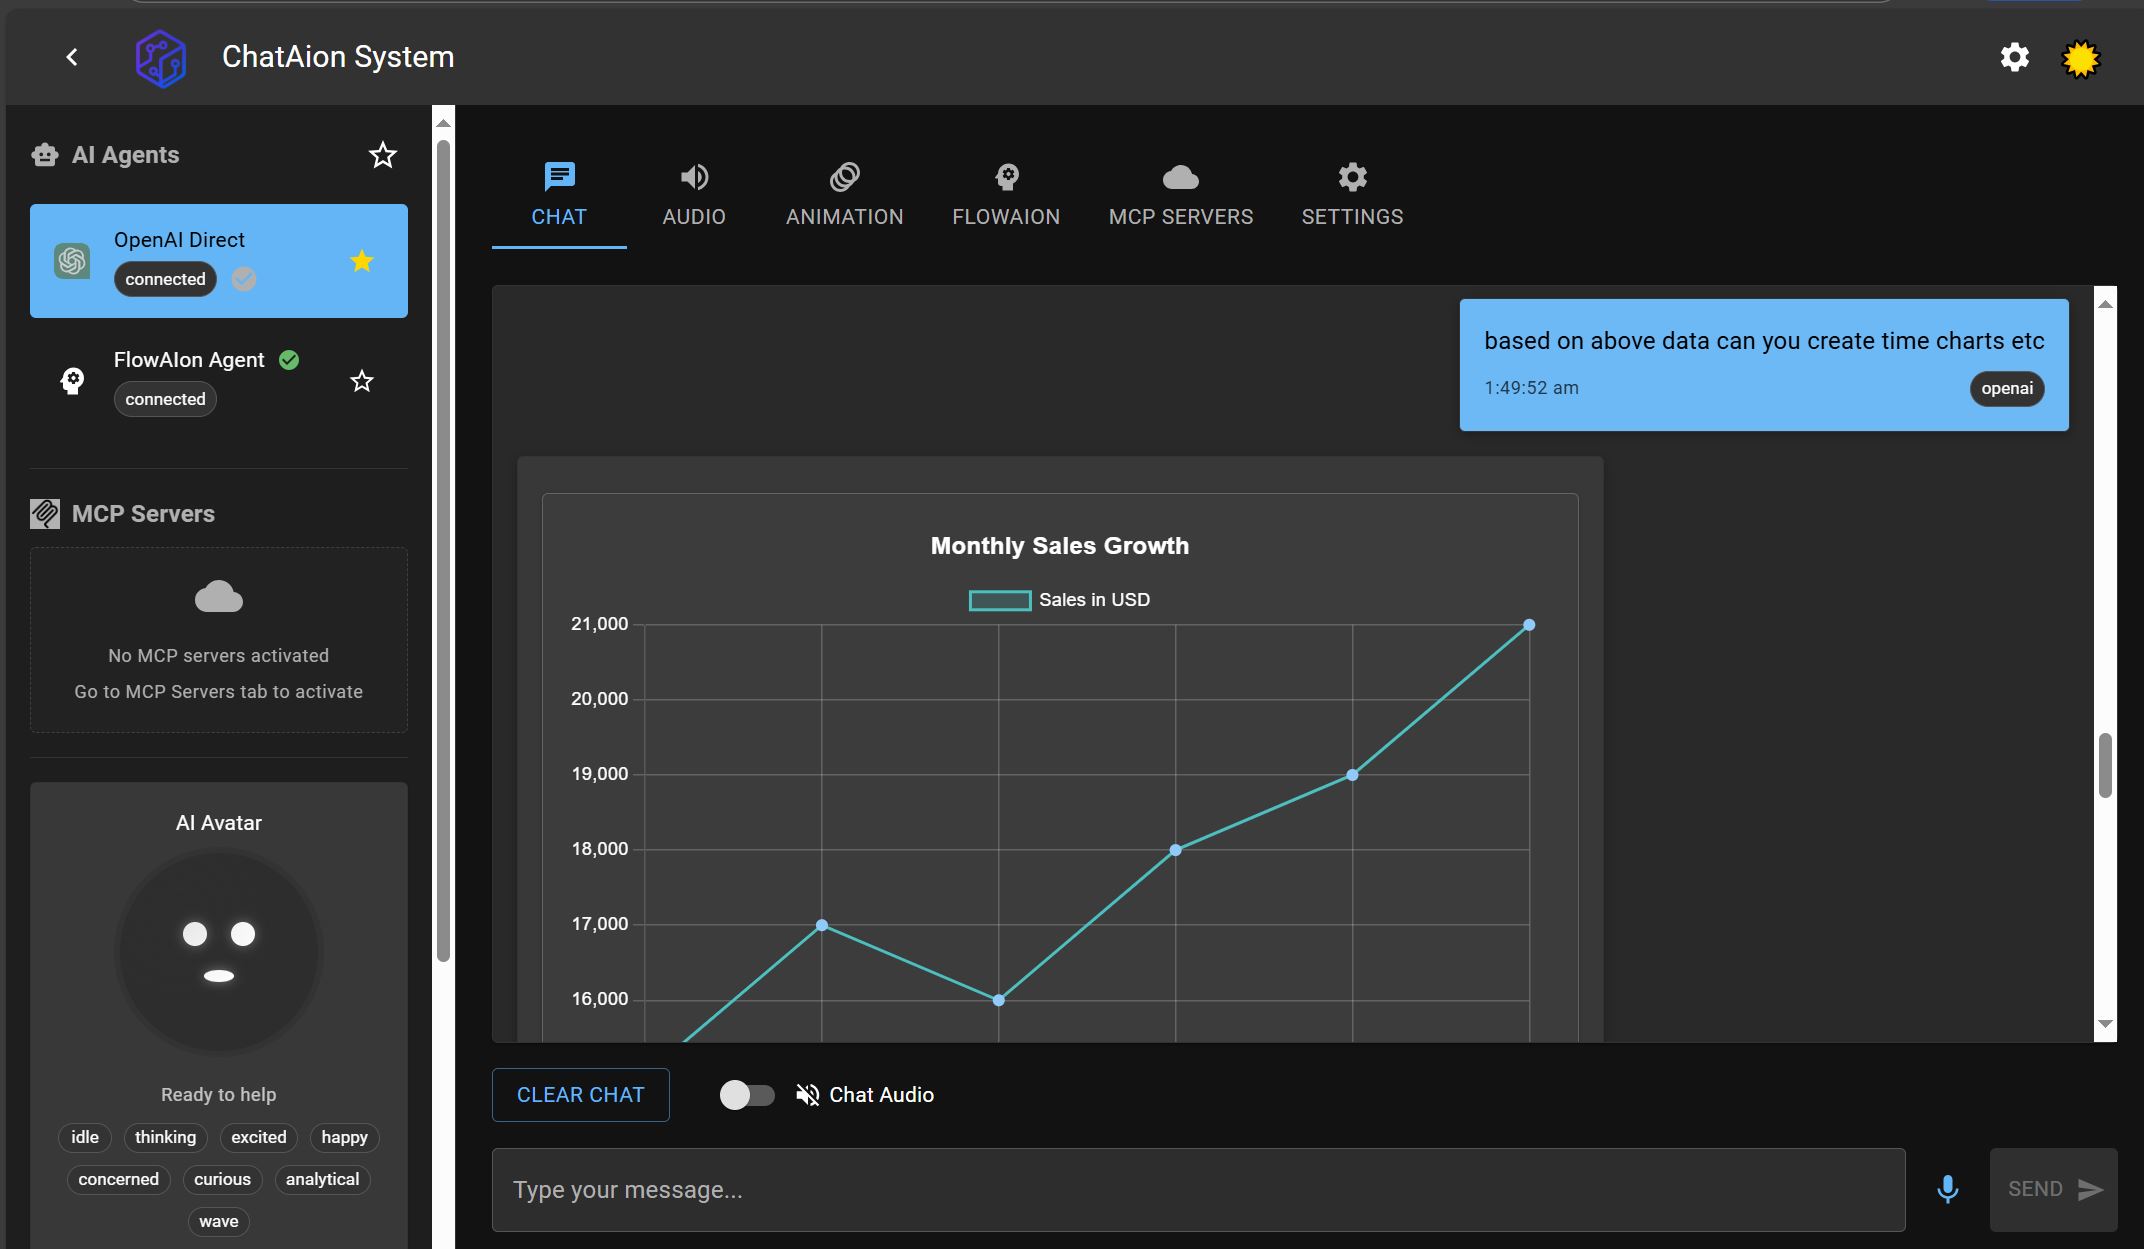 ChatAion System
AI Agents
OpenAI Direct
connected
FlowAIon Agent
connected
MCP Servers
No MCP servers activated
Go to MCP Servers tab to activate
AI Avatar
Ready to help
idle thinking excited happy
concerned curious analytical
wave
CHAT AUDIO ANIMATION FLOWAION MCP SERVERS SETTINGS
based on above data can you create time charts etc
1:49:52 am openai
Monthly Sales Growth
Sales in USD
21,000
20,000
19,000
18,000
17,000
16,000
CLEAR CHAT Chat Audio
Type your message... SEND